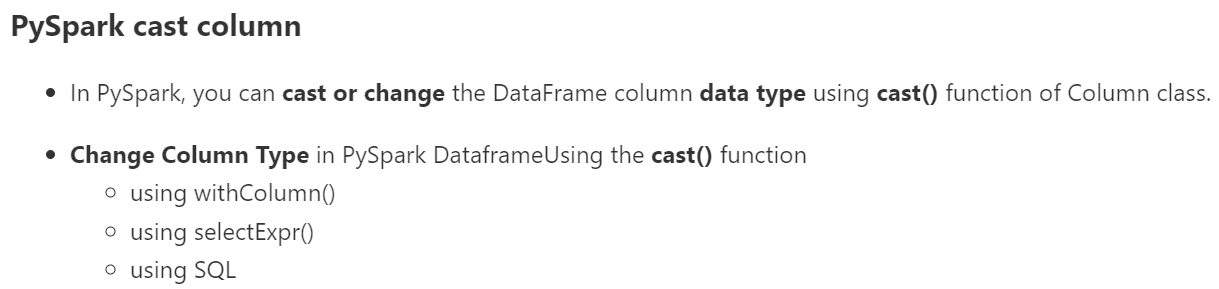 PySpark cast column
• In PySpark, you can cast or change the DataFrame column data type using cast() function of Column class.
• Change Column Type in PySpark DataframeUsing the cast() function
◦ using withColumn()
◦ using selectExpr()
◦ using SQL